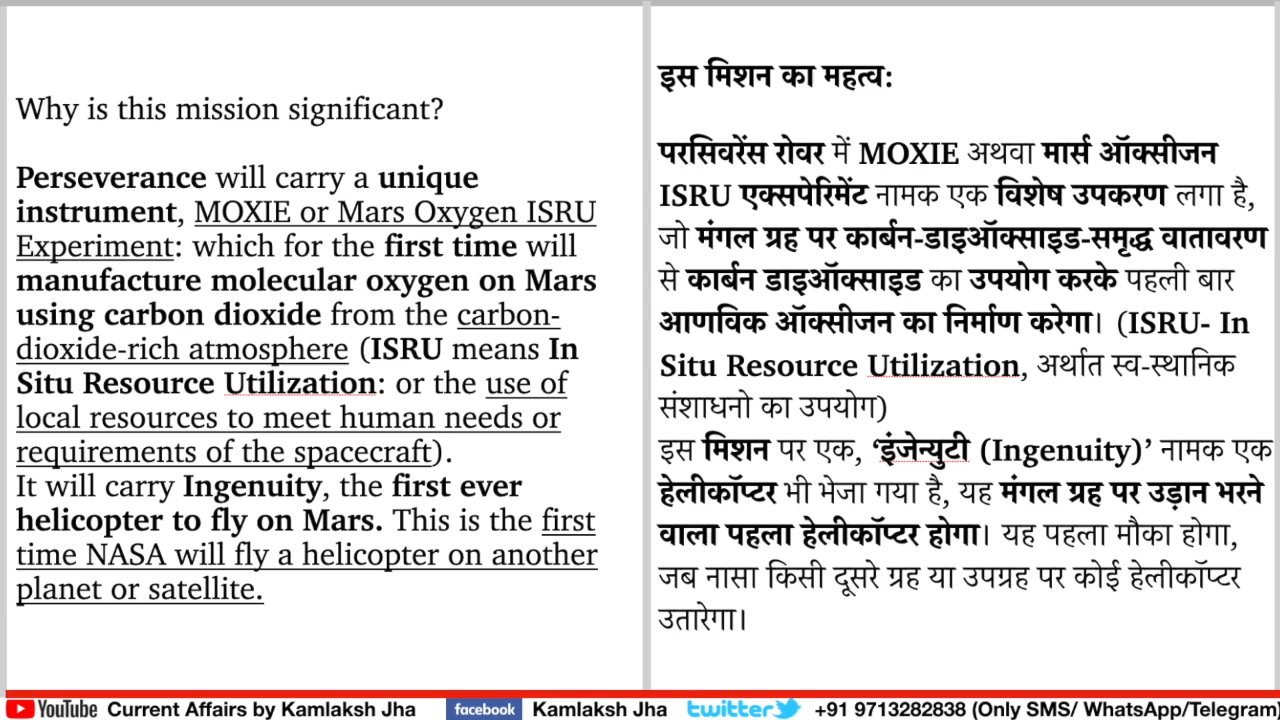 Why is this mission significant?
Perseverance will carry a unique
instrument, MOXIE or Mars Oxygen ISRU
Experiment: which for the first time will
manufacture molecular oxygen on Mars
using carbon dioxide from the carbon-
dioxide-rich atmosphere (ISRU means In
Situ Resource Utilization: or the use of
local resources to meet human needs or
requirements of the spacecraft).
It will carry Ingenuity, the first ever
helicopter to fly on Mars. This is the first
time NASA will fly a helicopter on another
planet or satellite.
इस मिशन का महत्व:
परसिवरेंस रोवर में MOXIE अथवा मार्स ऑक्सीजन
ISRU एक्सपेरिमेंट नामक एक विशेष उपकरण लगा है,
जो मंगल ग्रह पर कार्बन-डाइऑक्साइड-समृद्ध वातावरण
से कार्बन डाइऑक्साइड का उपयोग करके पहली बार
आणविक ऑक्सीजन का निर्माण करेगा। (ISRU- In
Situ Resource Utilization, अर्थात स्व-स्थानिक
संशाधनो का उपयोग)
इस मिशन पर एक, ‘इंजेन्युटी (Ingenuity)’ नामक एक
हेलीकॉप्टर भी भेजा गया है, यह मंगल ग्रह पर उड़ान भरने
वाला पहला हेलीकॉप्टर होगा। यह पहला मौका होगा,
जब नासा किसी दूसरे ग्रह या उपग्रह पर कोई हेलीकॉप्टर
उतारेगा।
YouTube Current Affairs by Kamlaksh Jha facebook Kamlaksh Jha twitter +91 9713282838 (Only SMS/ WhatsApp/Telegram)